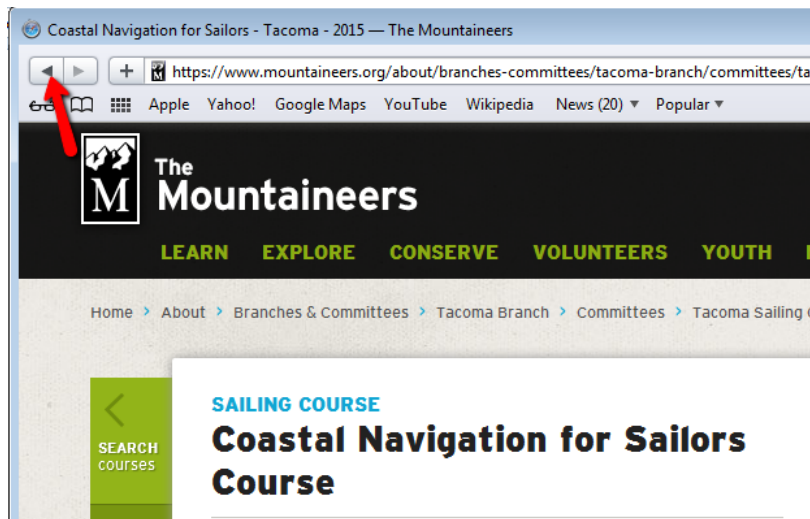 Coastal Navigation for Sailors - Tacoma - 2015 — The Mountaineers
https://www.mountaineers.org/about/branches-committees/tacoma-branch/committees/ta
Apple Yahoo! Google Maps YouTube Wikipedia News (20) ▾ Popular ▾
M
The
Mountaineers
LEARN EXPLORE CONSERVE VOLUNTEERS YOUTH
Home > About > Branches & Committees > Tacoma Branch > Committees > Tacoma Sailing
SEARCH
courses
SAILING COURSE
Coastal Navigation for Sailors
Course